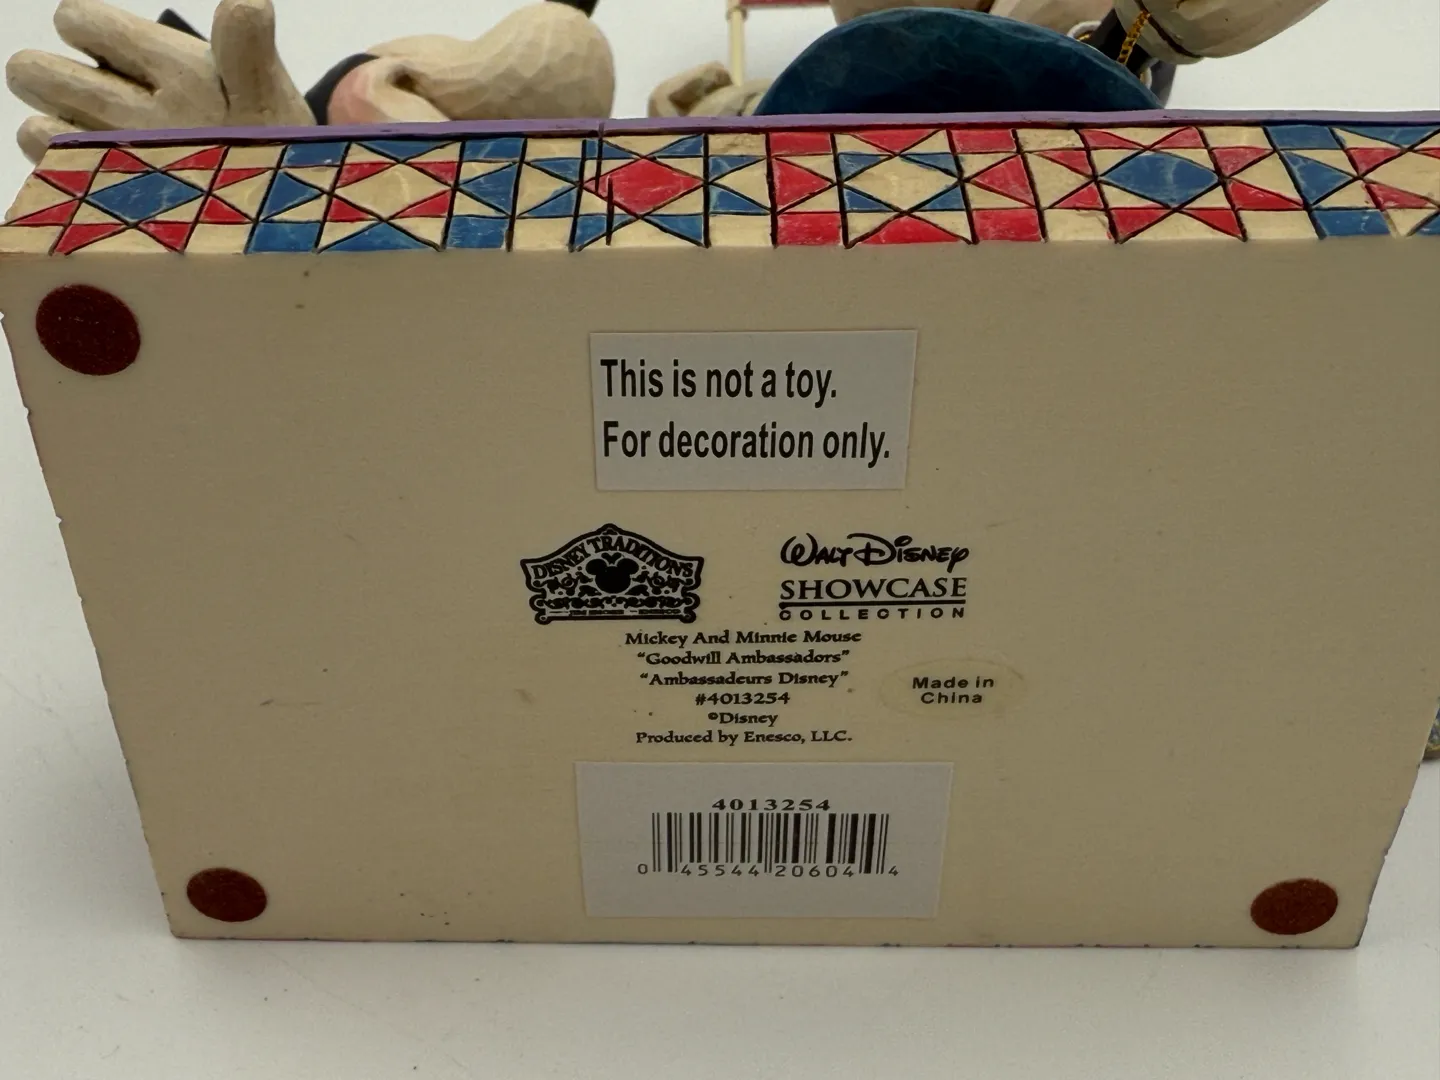 This is not a toy.
For decoration only.
DISNEY TRADITIONS
WALT DISNEY
SHOWCASE
COLLECTION
Mickey And Minnie Mouse
“Goodwill Ambassadors”
“Ambassadeurs Disney”
#4013254
©Disney
Produced by Enesco, LLC.
Made in
China
4013254
0 45544 20604 4